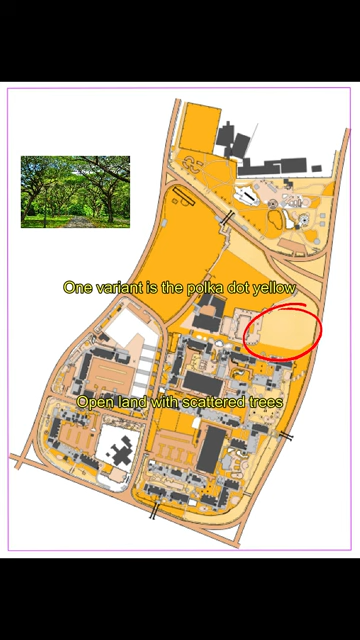 One variant is the polka dot yellow
Open land with scattered trees